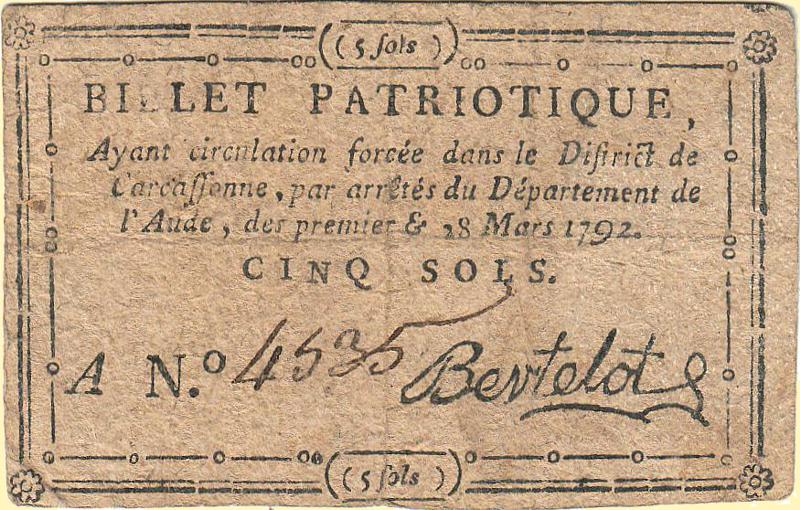 ( 5 ſols )
BILLET PATRIOTIQUE,
Ayant circulation forcée dans le Diſtrict de
Carcaſſonne, par arrêtés du Département de
l'Aude, des premier & 28 Mars 1792.
CINQ SOLS.
A N.º 4535 Bertelot
( 5 ſols )